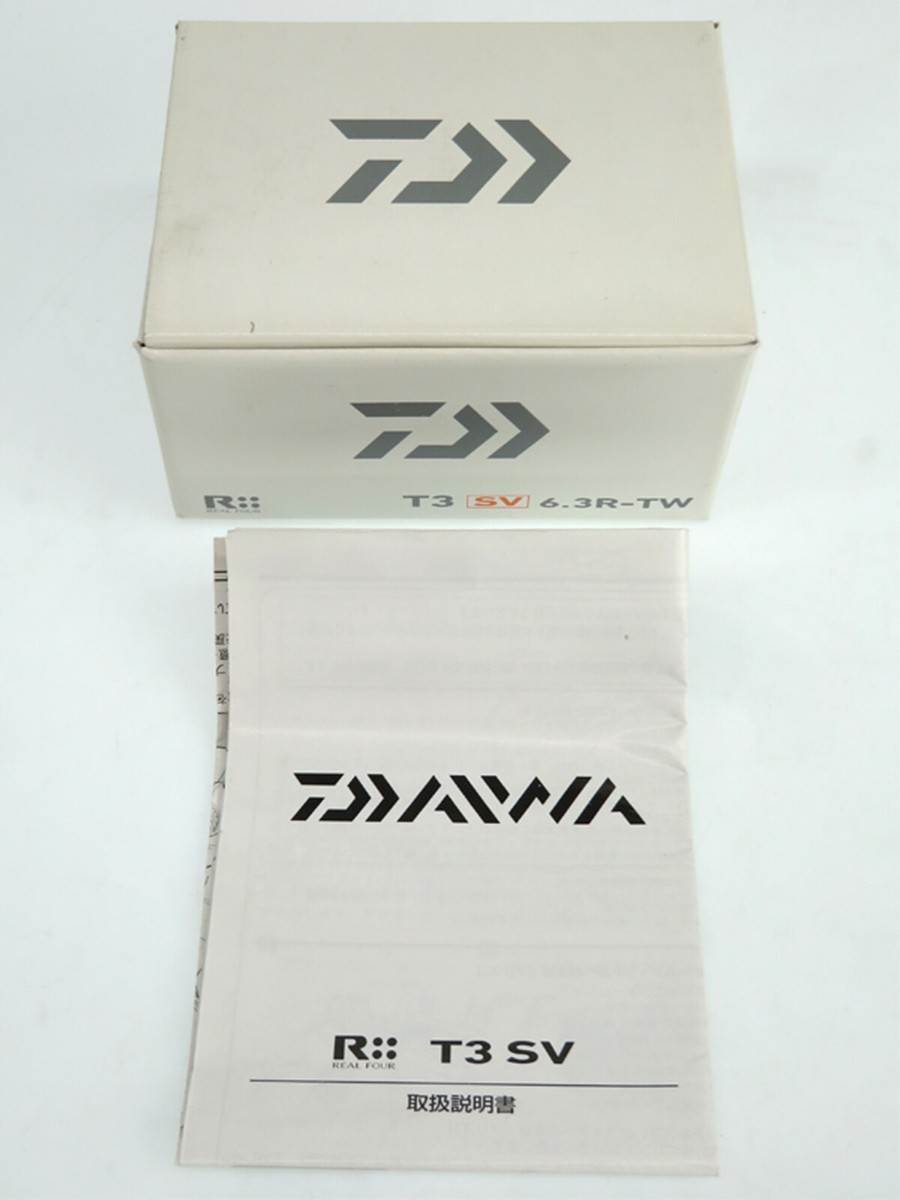 R::
REAL FOUR
T3 SV 6.3R-TW
DAIWA
R::
REAL FOUR
T3 SV
取扱説明書